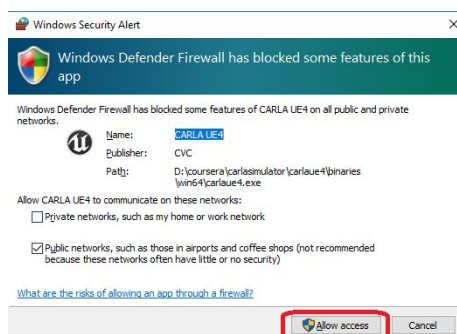 Windows Security Alert
Windows Defender Firewall has blocked some features of this
app
Windows Defender Firewall has blocked some features of CARLA UE4 on all public and private
networks.
Name: CARLA UE4
Publisher: CVC
Path: D:\coursera\carlasimulator\carlaue4\binaries
\win64\carlaue4.exe
Allow CARLA UE4 to communicate on these networks:
Private networks, such as my home or work network
Public networks, such as those in airports and coffee shops (not recommended
because these networks often have little or no security)
What are the risks of allowing an app through a firewall?
Allow access Cancel